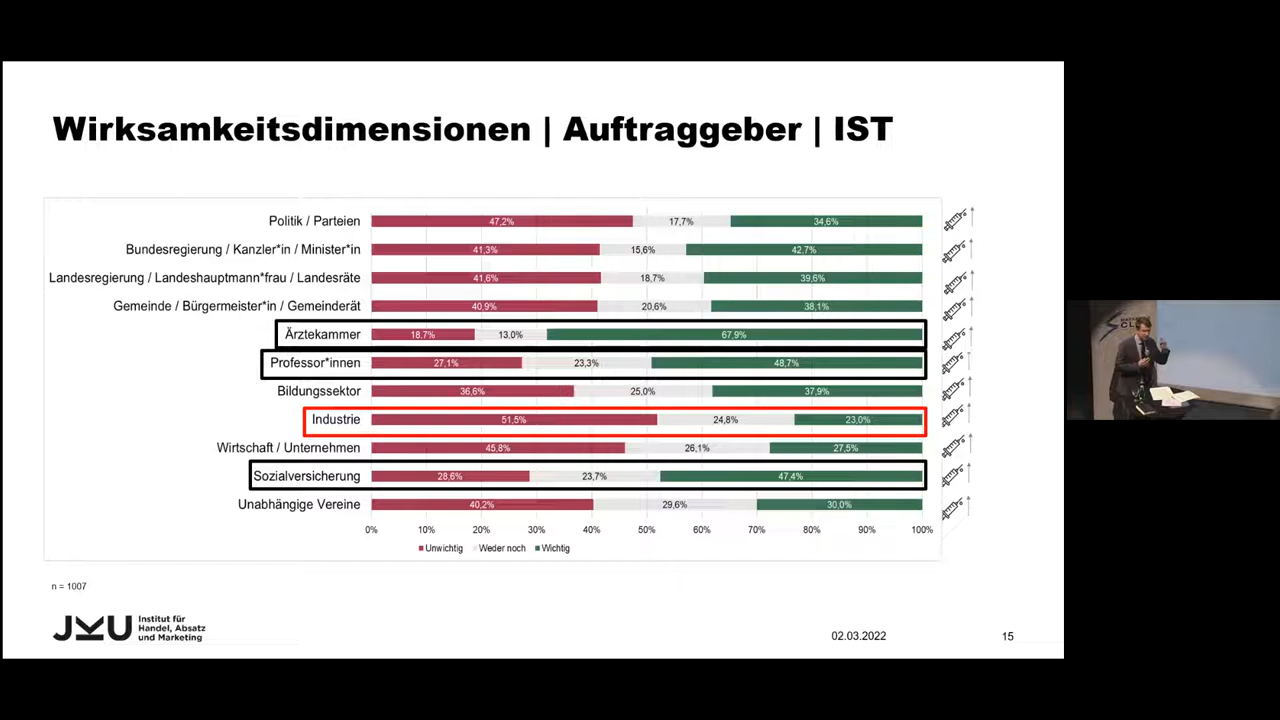 Wirksamkeitsdimensionen | Auftraggeber | IST
Politik / Parteien 47,2% 17,7% 34,6%
Bundesregierung / Kanzler*in / Minister*in 41,3% 15,6% 42,7%
Landesregierung / Landeshauptmann*frau / Landesräte 41,6% 18,7% 39,6%
Gemeinde / Bürgermeister*in / Gemeinderät 40,9% 20,6% 38,1%
Ärztekammer 18,7% 13,0% 67,9%
Professor*innen 27,1% 23,3% 48,7%
Bildungssektor 36,6% 25,0% 37,9%
Industrie 51,5% 24,8% 23,0%
Wirtschaft / Unternehmen 45,8% 26,1% 27,5%
Sozialversicherung 28,6% 23,7% 47,4%
Unabhängige Vereine 40,2% 29,6% 30,0%
0% 10% 20% 30% 40% 50% 60% 70% 80% 90% 100%
Unwichtig Weder noch Wichtig
n = 1007
JKU Institut für
Handel, Absatz
und Marketing
02.03.2022 15